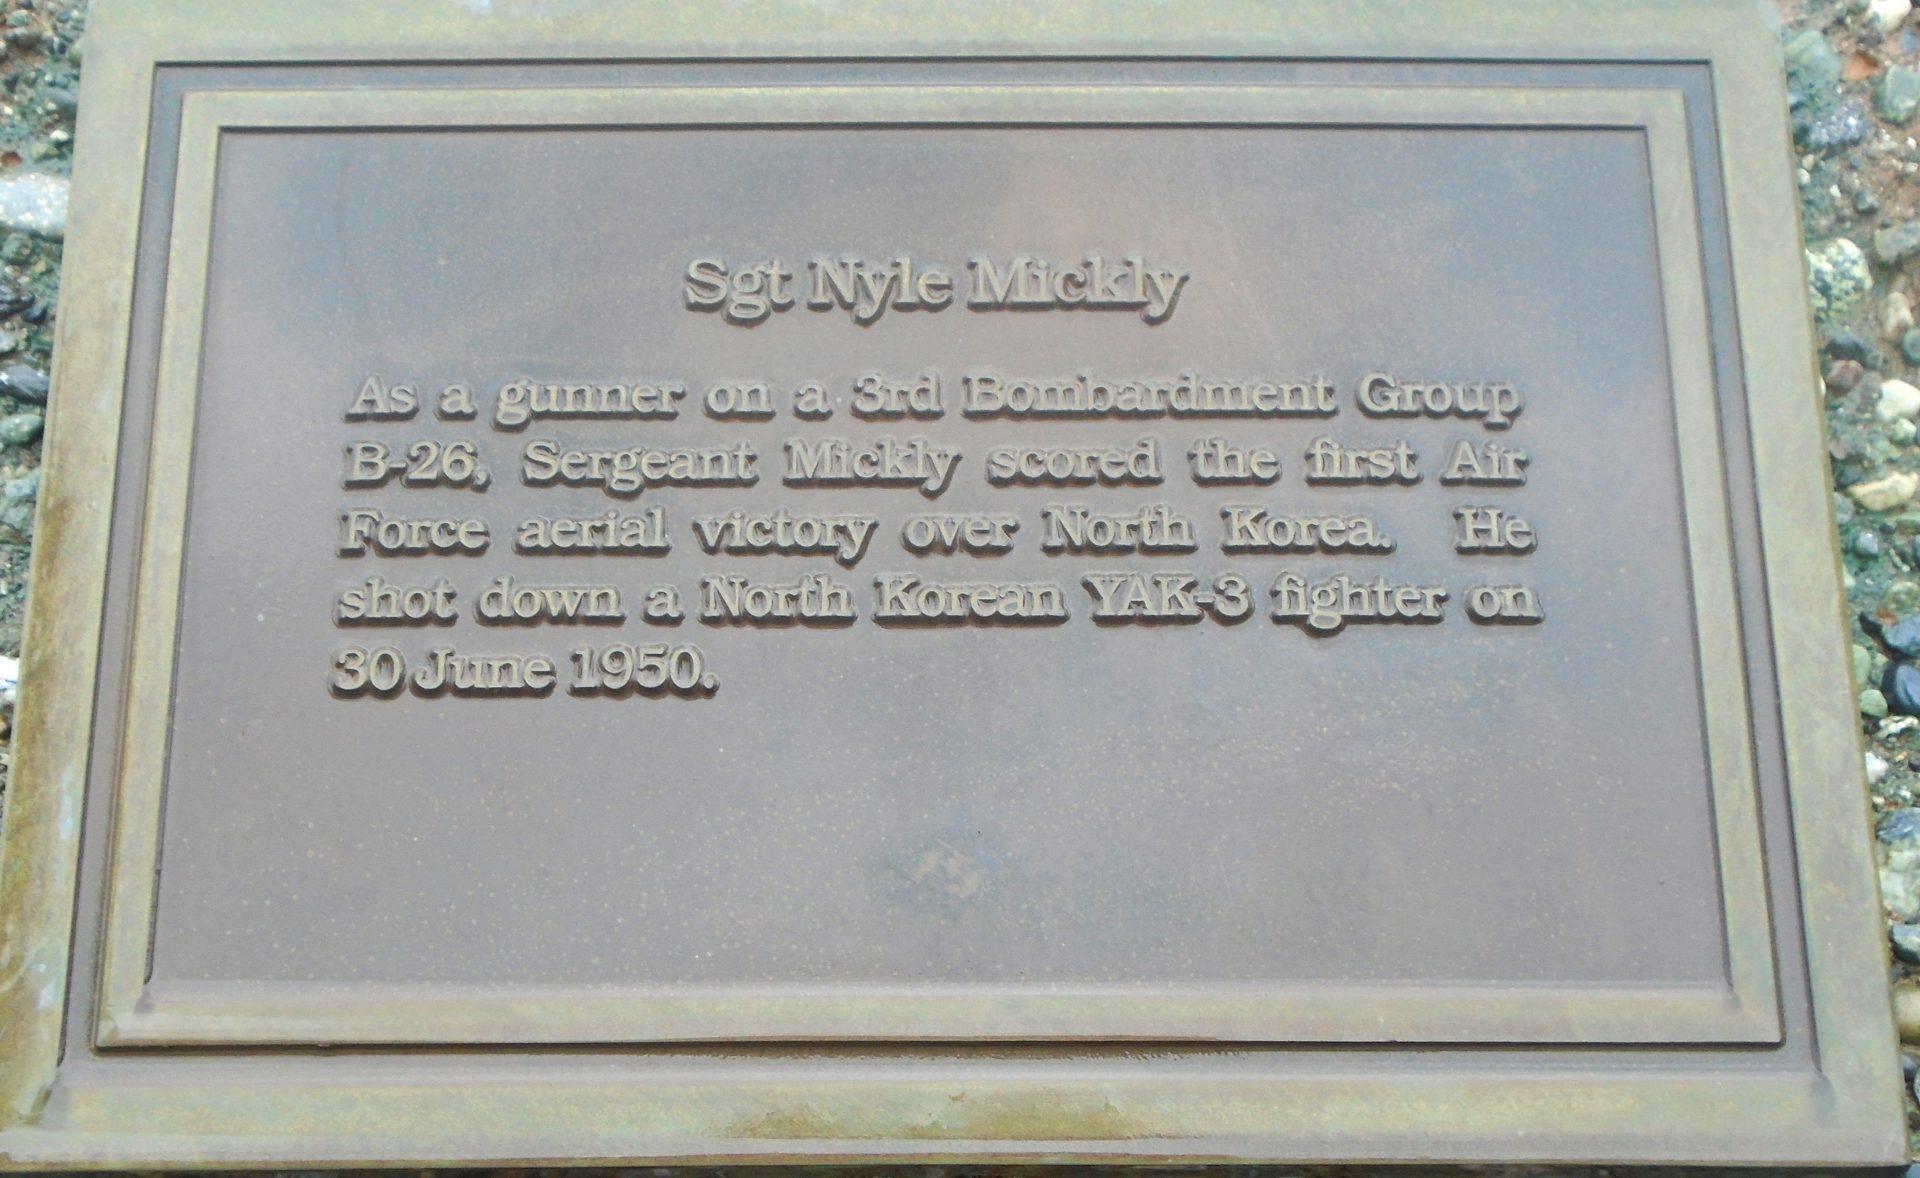 Sgt Nyle Mickly
As a gunner on a 3rd Bombardment Group
B-26, Sergeant Mickly scored the first Air
Force aerial victory over North Korea. He
shot down a North Korean YAK-3 fighter on
30 June 1950.